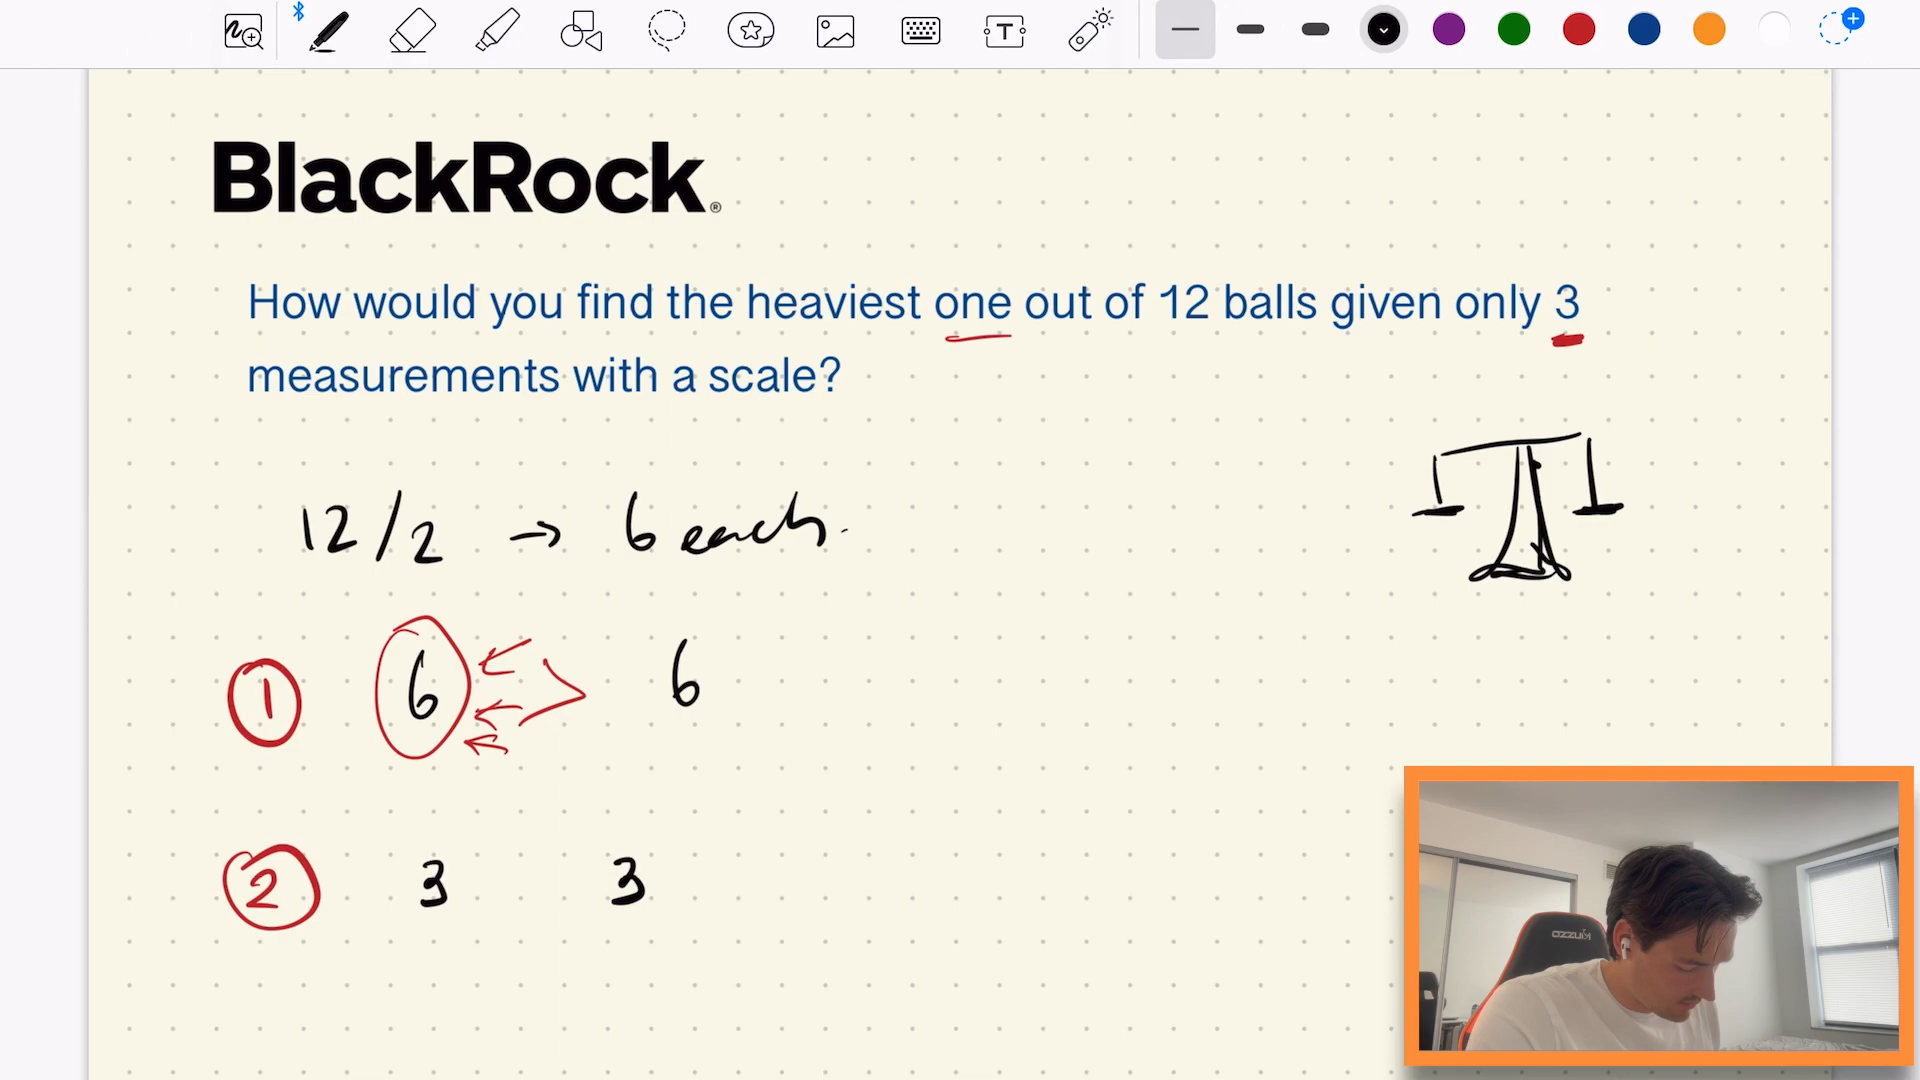 BlackRock®
How would you find the heaviest one out of 12 balls given only 3
measurements with a scale?
12/2 → 6 each.
1 6 > 6
2 3 3
OZZUM